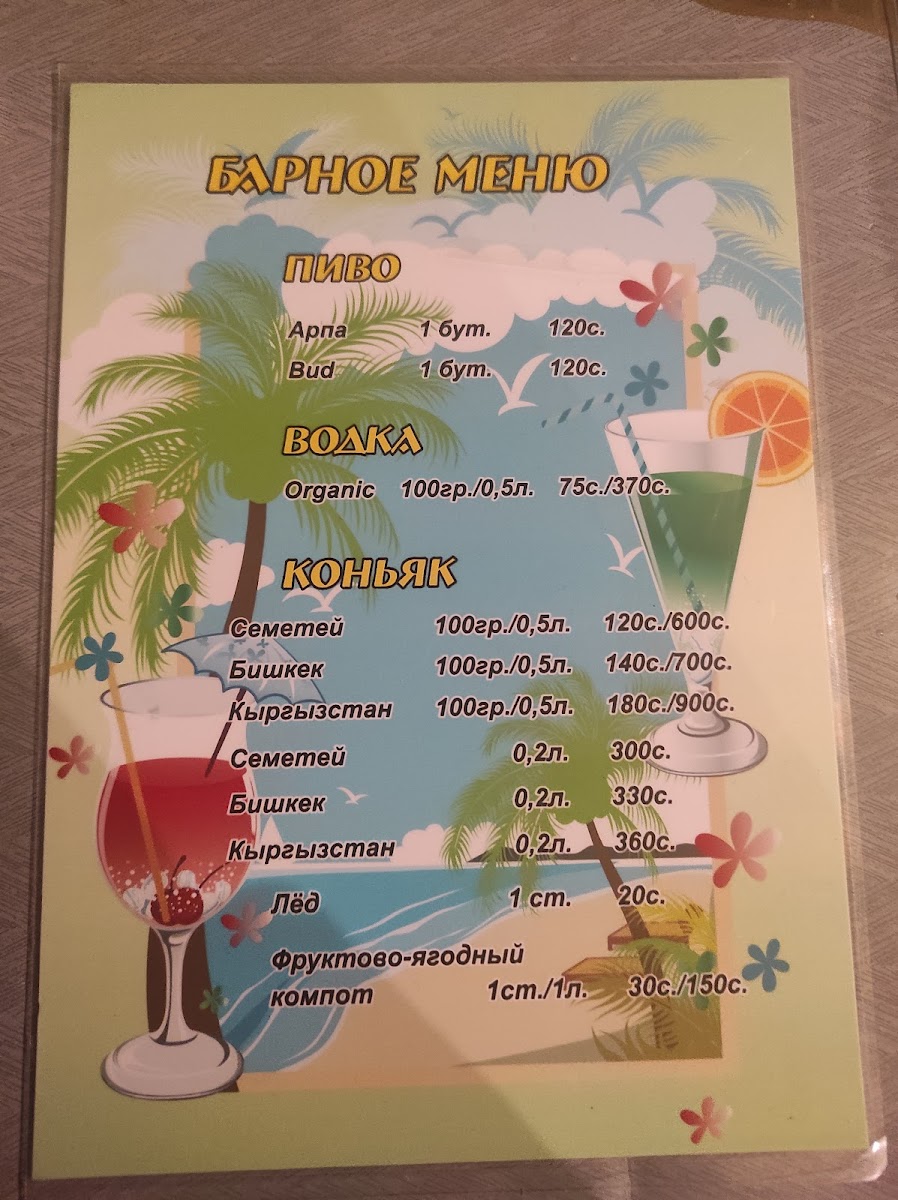 БАРНОЕ МЕНЮ
ПИВО
Арпа 1 бут. 120с.
Bud 1 бут. 120с.
ВОДКА
Organic 100гр./0,5л. 75с./370с.
КОНЬЯК
Семетей 100гр./0,5л. 120с./600с.
Бишкек 100гр./0,5л. 140с./700с.
Кыргызстан 100гр./0,5л. 180с./900с.
Семетей 0,2л. 300с.
Бишкек 0,2л. 330с.
Кыргызстан 0,2л. 360с.
Лёд 1 ст. 20с.
Фруктово-ягодный
компот 1ст./1л. 30с./150с.